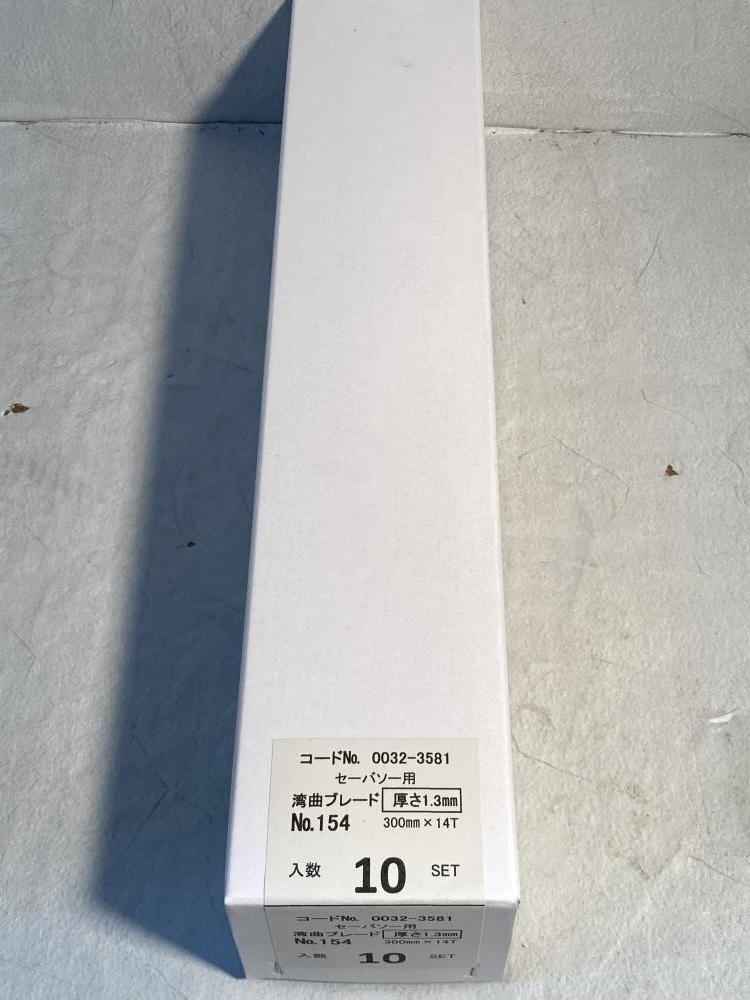 コードNo. 0032-3581
セーバソー用
湾曲ブレード 厚さ1.3mm
No.154 300mm×14T
入数 10 SET
コードNo. 0032-3581
セーバソー用
湾曲ブレード 厚さ1.3mm
No.154 300mm×14T
入数 10 SET